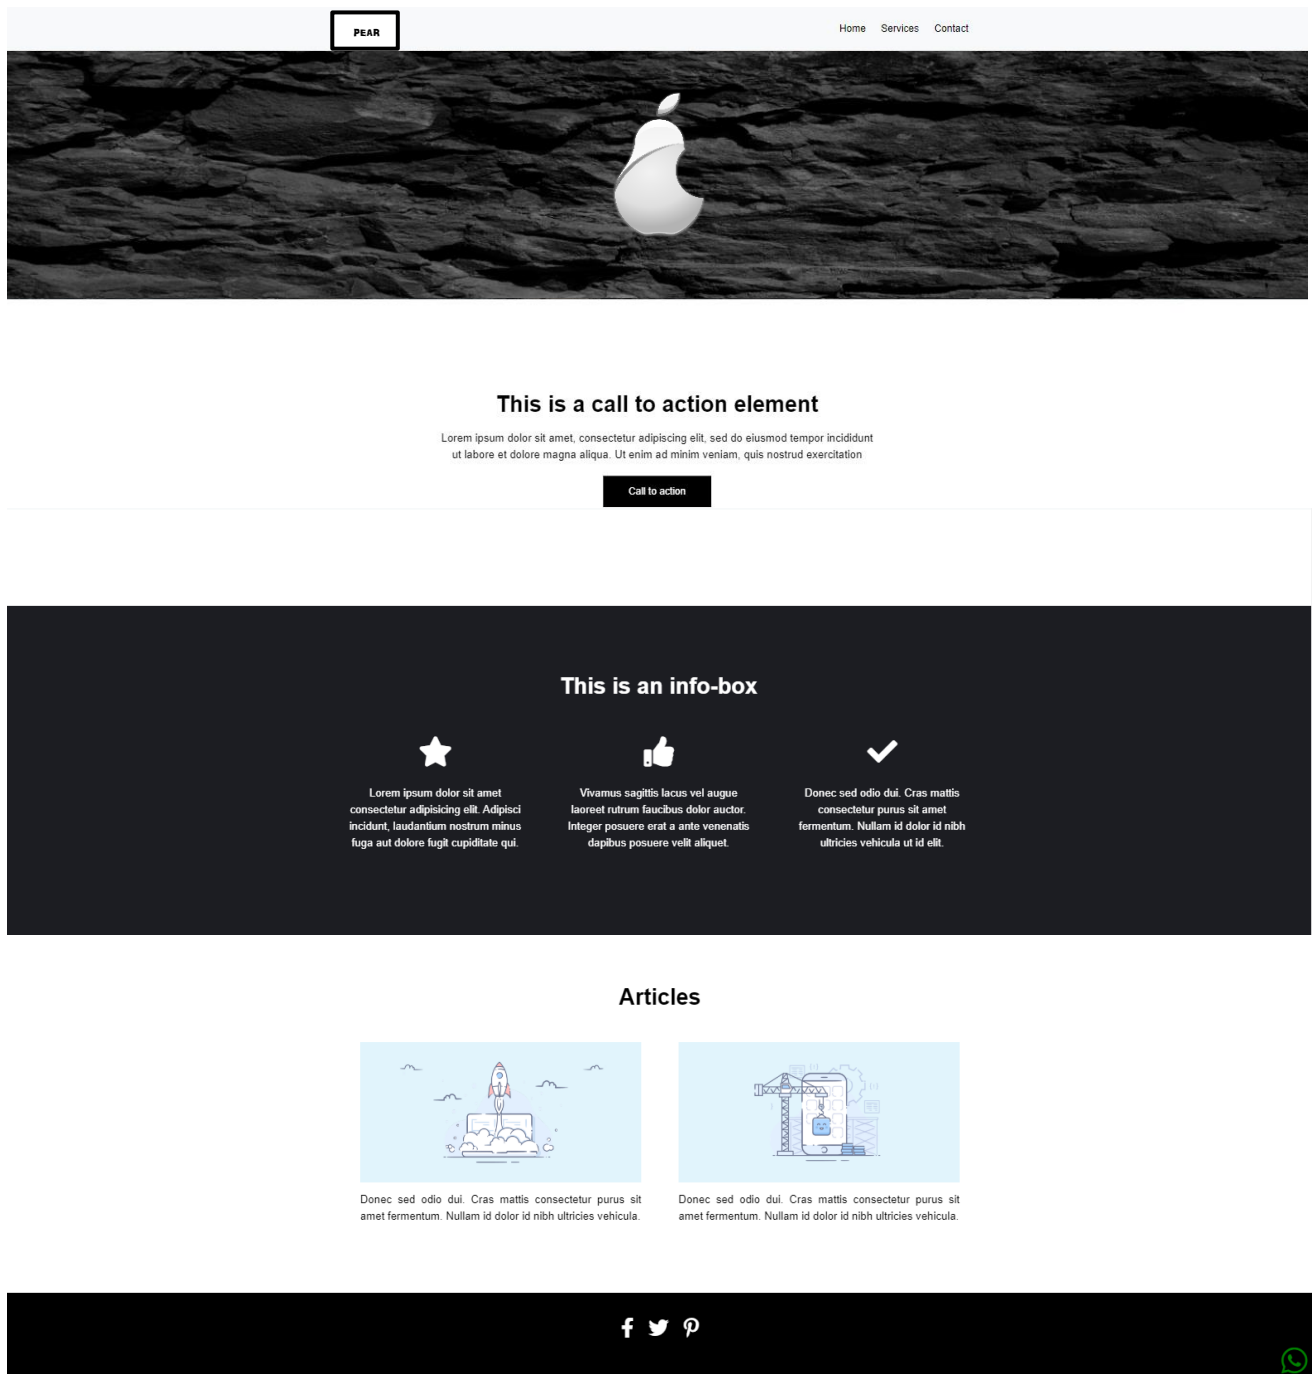 PEAR
Home Services Contact
This is a call to action element
Lorem ipsum dolor sit amet, consectetur adipiscing elit, sed do eiusmod tempor incididunt
ut labore et dolore magna aliqua. Ut enim ad minim veniam, quis nostrud exercitation
Call to action
This is an info-box
Lorem ipsum dolor sit amet
consectetur adipisicing elit. Adipisci
incidunt, laudantium nostrum minus
fuga aut dolore fugit cupiditate qui.
Vivamus sagittis lacus vel augue
laoreet rutrum faucibus dolor auctor.
Integer posuere erat a ante venenatis
dapibus posuere velit aliquet.
Donec sed odio dui. Cras mattis
consectetur purus sit amet
fermentum. Nullam id dolor id nibh
ultricies vehicula ut id elit.
Articles
Donec sed odio dui. Cras mattis consectetur purus sit
amet fermentum. Nullam id dolor id nibh ultricies vehicula.
Donec sed odio dui. Cras mattis consectetur purus sit
amet fermentum. Nullam id dolor id nibh ultricies vehicula.